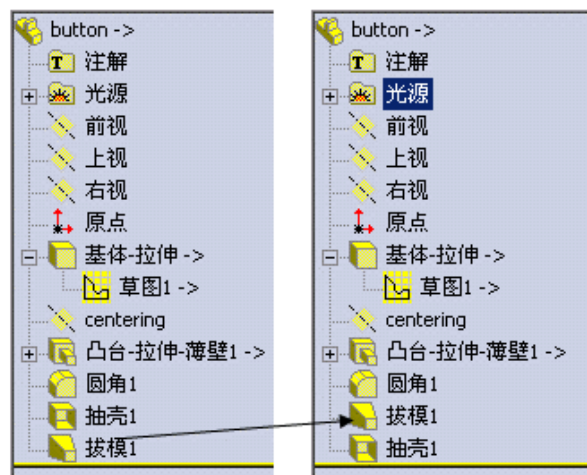 button ->
注解
光源
前视
上视
右视
原点
基体-拉伸 ->
草图1 ->
centering
凸台-拉伸-薄壁1 ->
圆角1
抽壳1
拔模1
button ->
注解
光源
前视
上视
右视
原点
基体-拉伸 ->
草图1 ->
centering
凸台-拉伸-薄壁1 ->
圆角1
拔模1
抽壳1